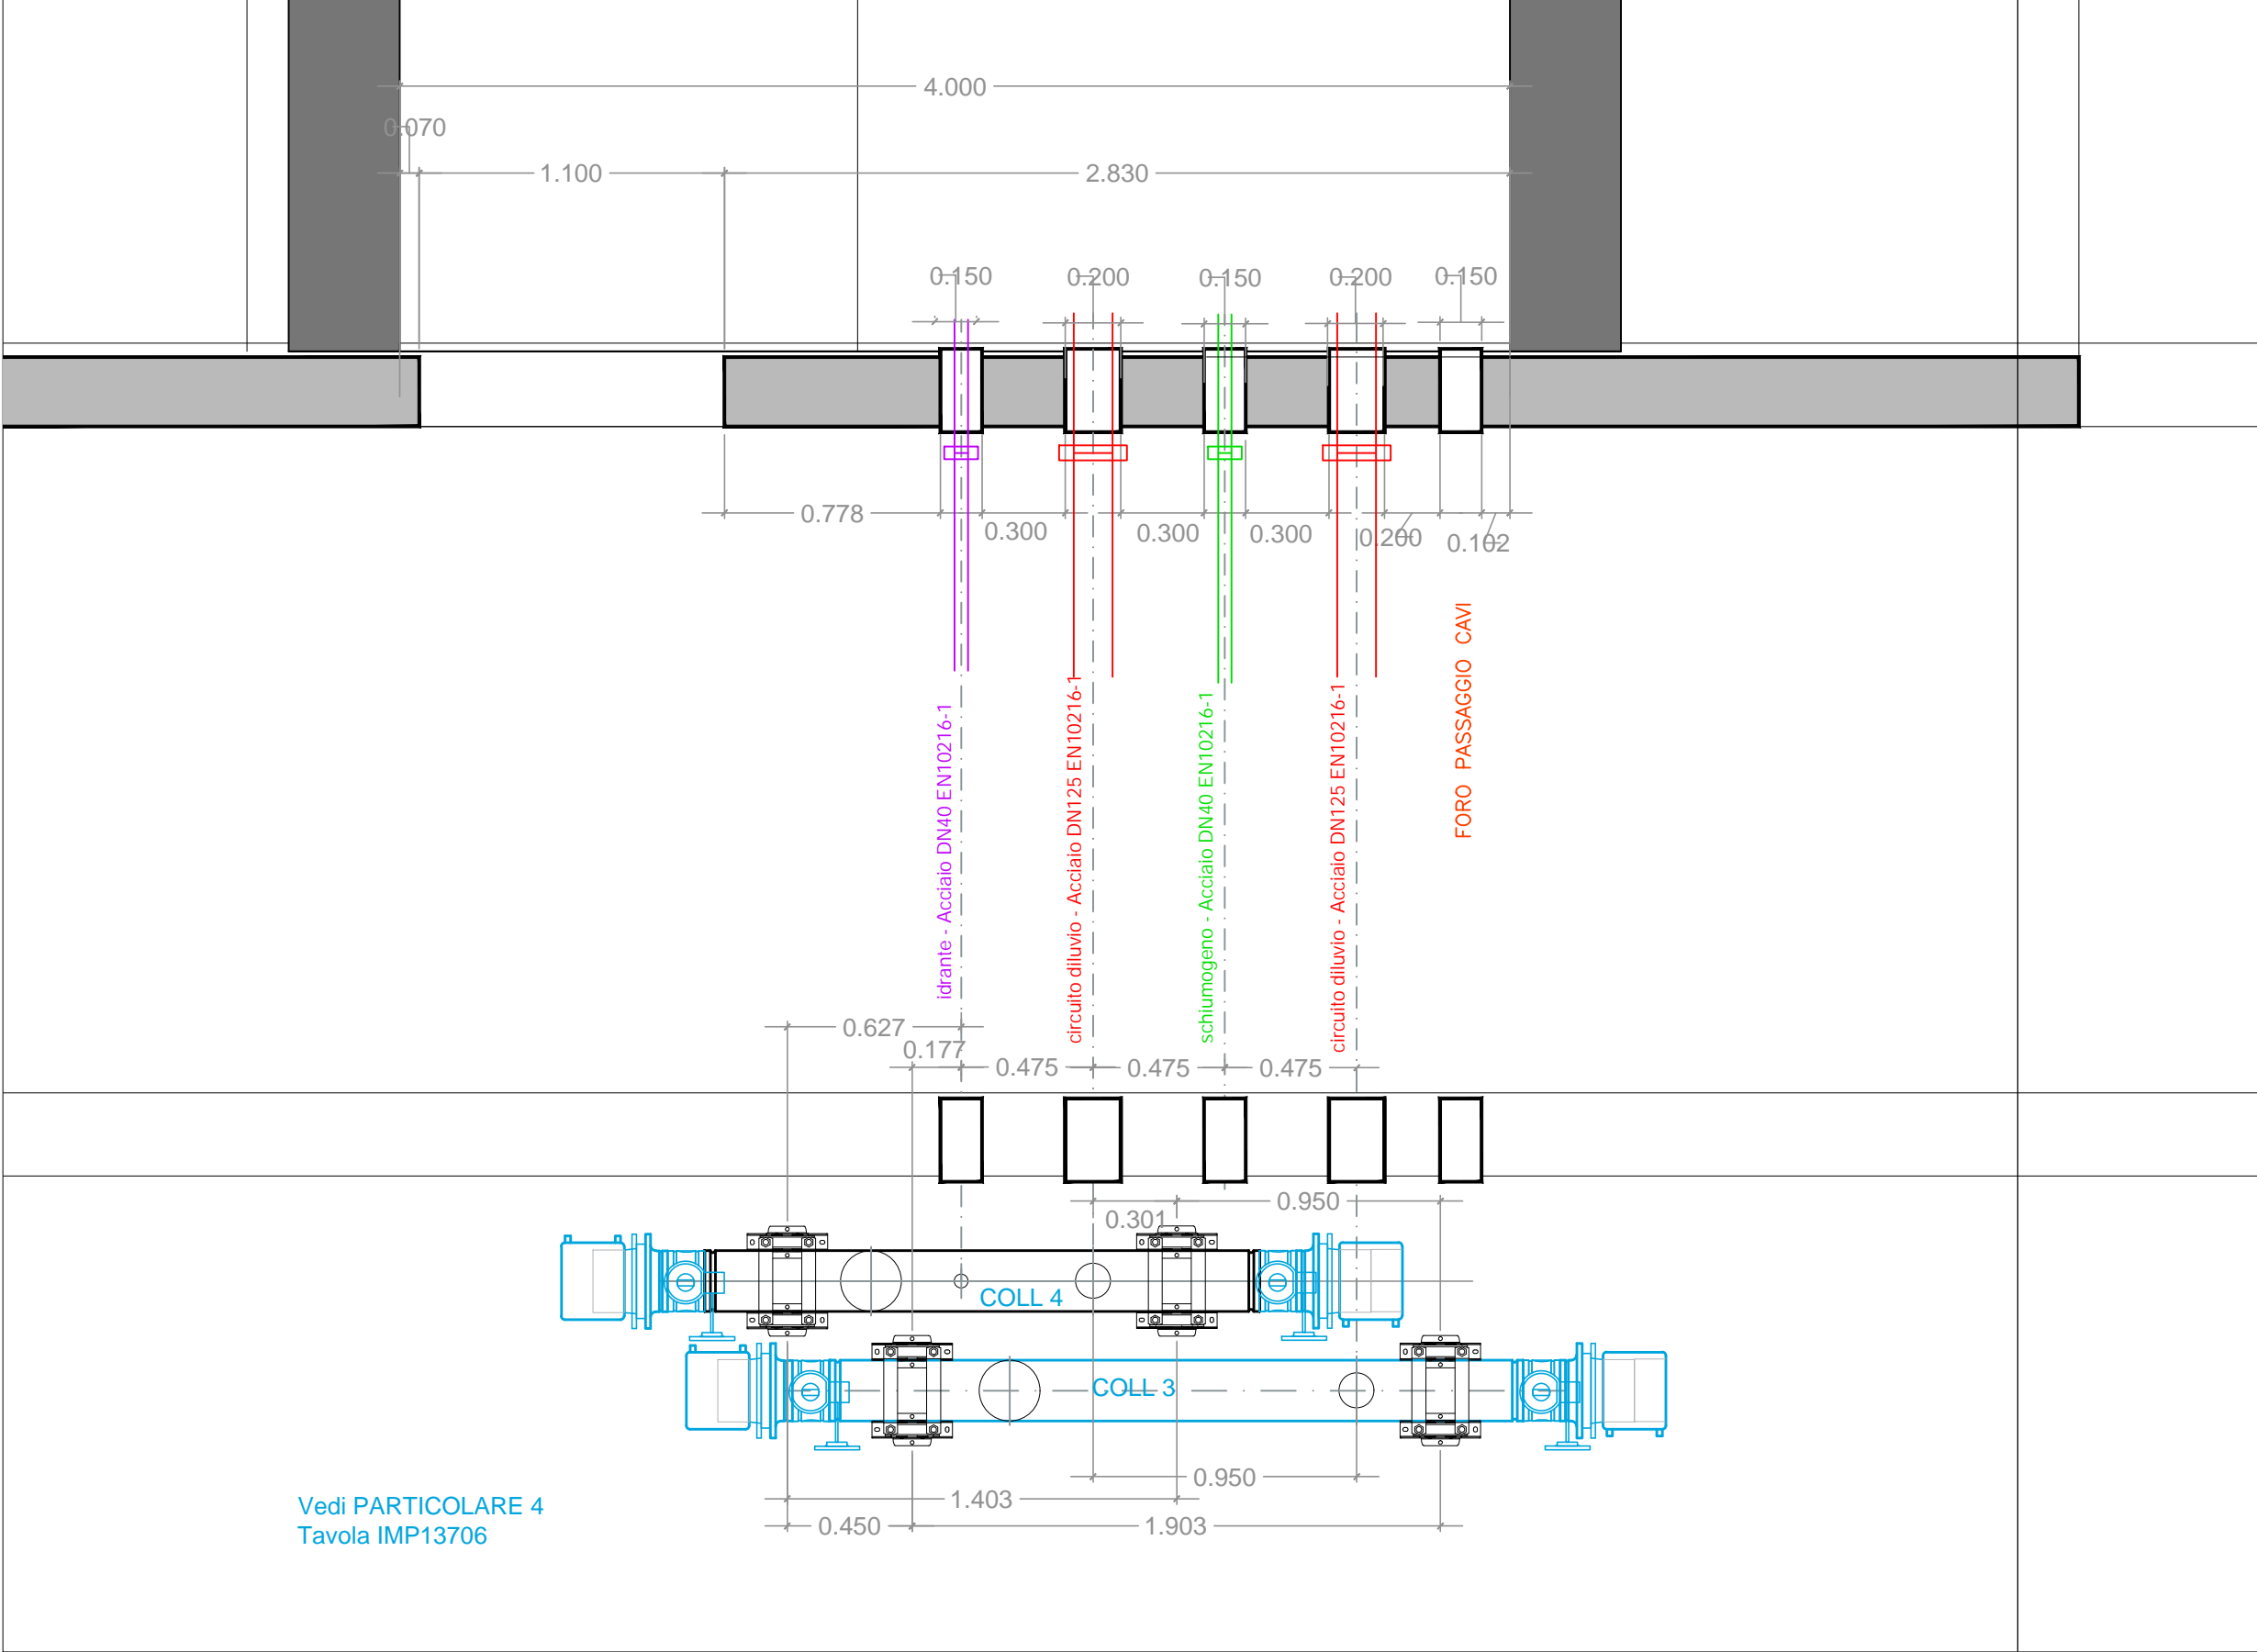 4.000
0.070
1.100
2.830
0.150
0.200
0.150
0.200
0.150
0.778
0.300
0.300
0.300
0.200
0.102
FORO PASSAGGIO CAVI
idrante - Acciaio DN40 EN10216-1
circuito diluvio - Acciaio DN125 EN10216-1
schiumogeno - Acciaio DN40 EN10216-1
circuito diluvio - Acciaio DN125 EN10216-1
0.627
0.177
0.475
0.475
0.475
0.950
0.301
COLL 4
COLL 3
0.950
1.403
0.450
1.903
Vedi PARTICOLARE 4
Tavola IMP13706